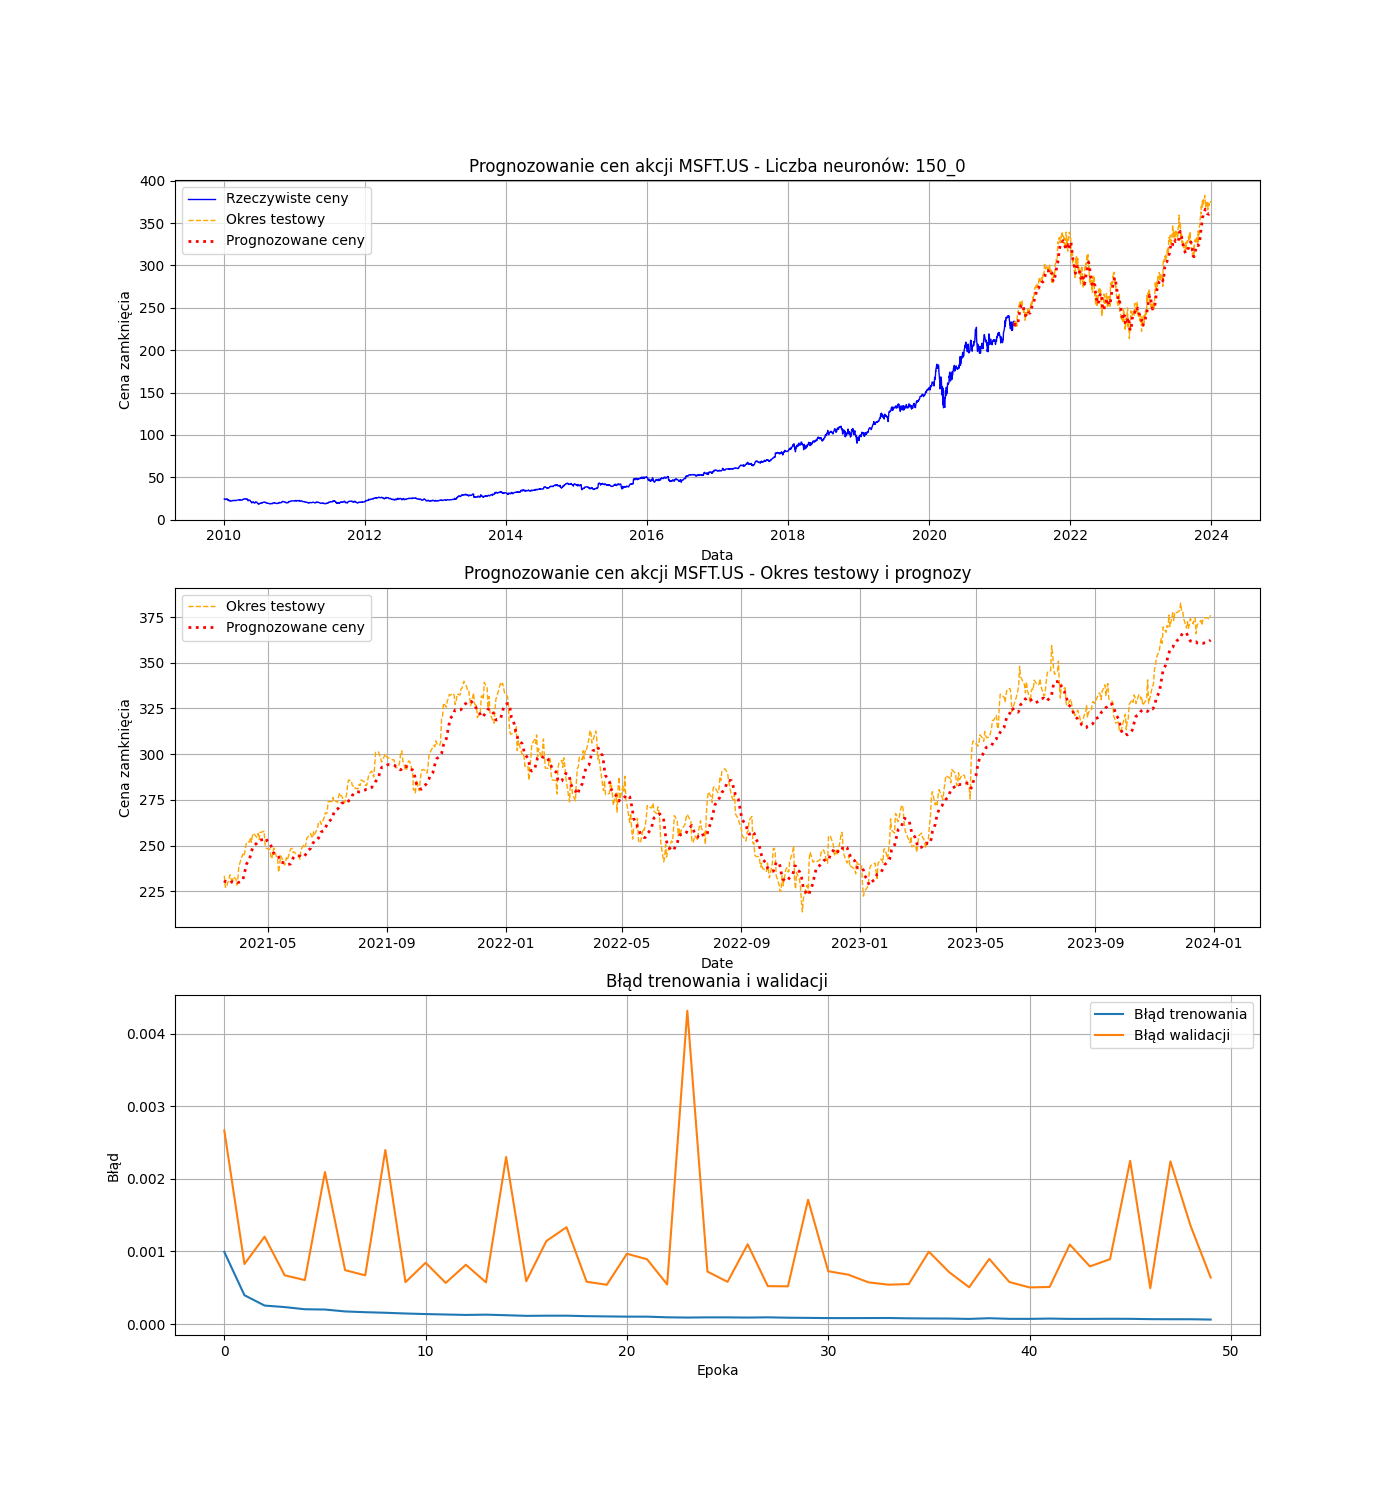 Prognozowanie cen akcji MSFT.US - Liczba neuronów: 150_0
Rzeczywiste ceny
Okres testowy
Prognozowane ceny
Cena zamknięcia
400
350
300
250
200
150
100
50
0
2010 2012 2014 2016 2018 2020 2022 2024
Data
Prognozowanie cen akcji MSFT.US - Okres testowy i prognozy
Okres testowy
Prognozowane ceny
Cena zamknięcia
375
350
325
300
275
250
225
2021-05 2021-09 2022-01 2022-05 2022-09 2023-01 2023-05 2023-09 2024-01
Date
Błąd trenowania i walidacji
Błąd trenowania
Błąd walidacji
Błąd
0.004
0.003
0.002
0.001
0.000
0 10 20 30 40 50
Epoka